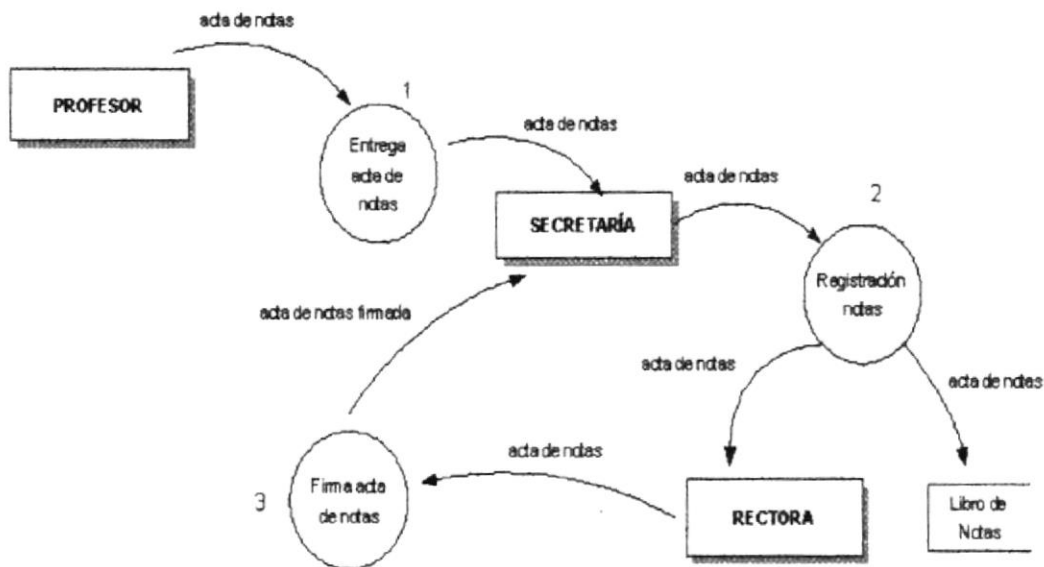 acta de notas
PROFESOR
1
Entrega
acta de
notas
acta de notas
SECRETARÍA
acta de notas
2
Registración
notas
acta de notas firmada
acta de notas
acta de notas
acta de notas
3
Firma acta
de notas
RECTORA
Libro de
Notas